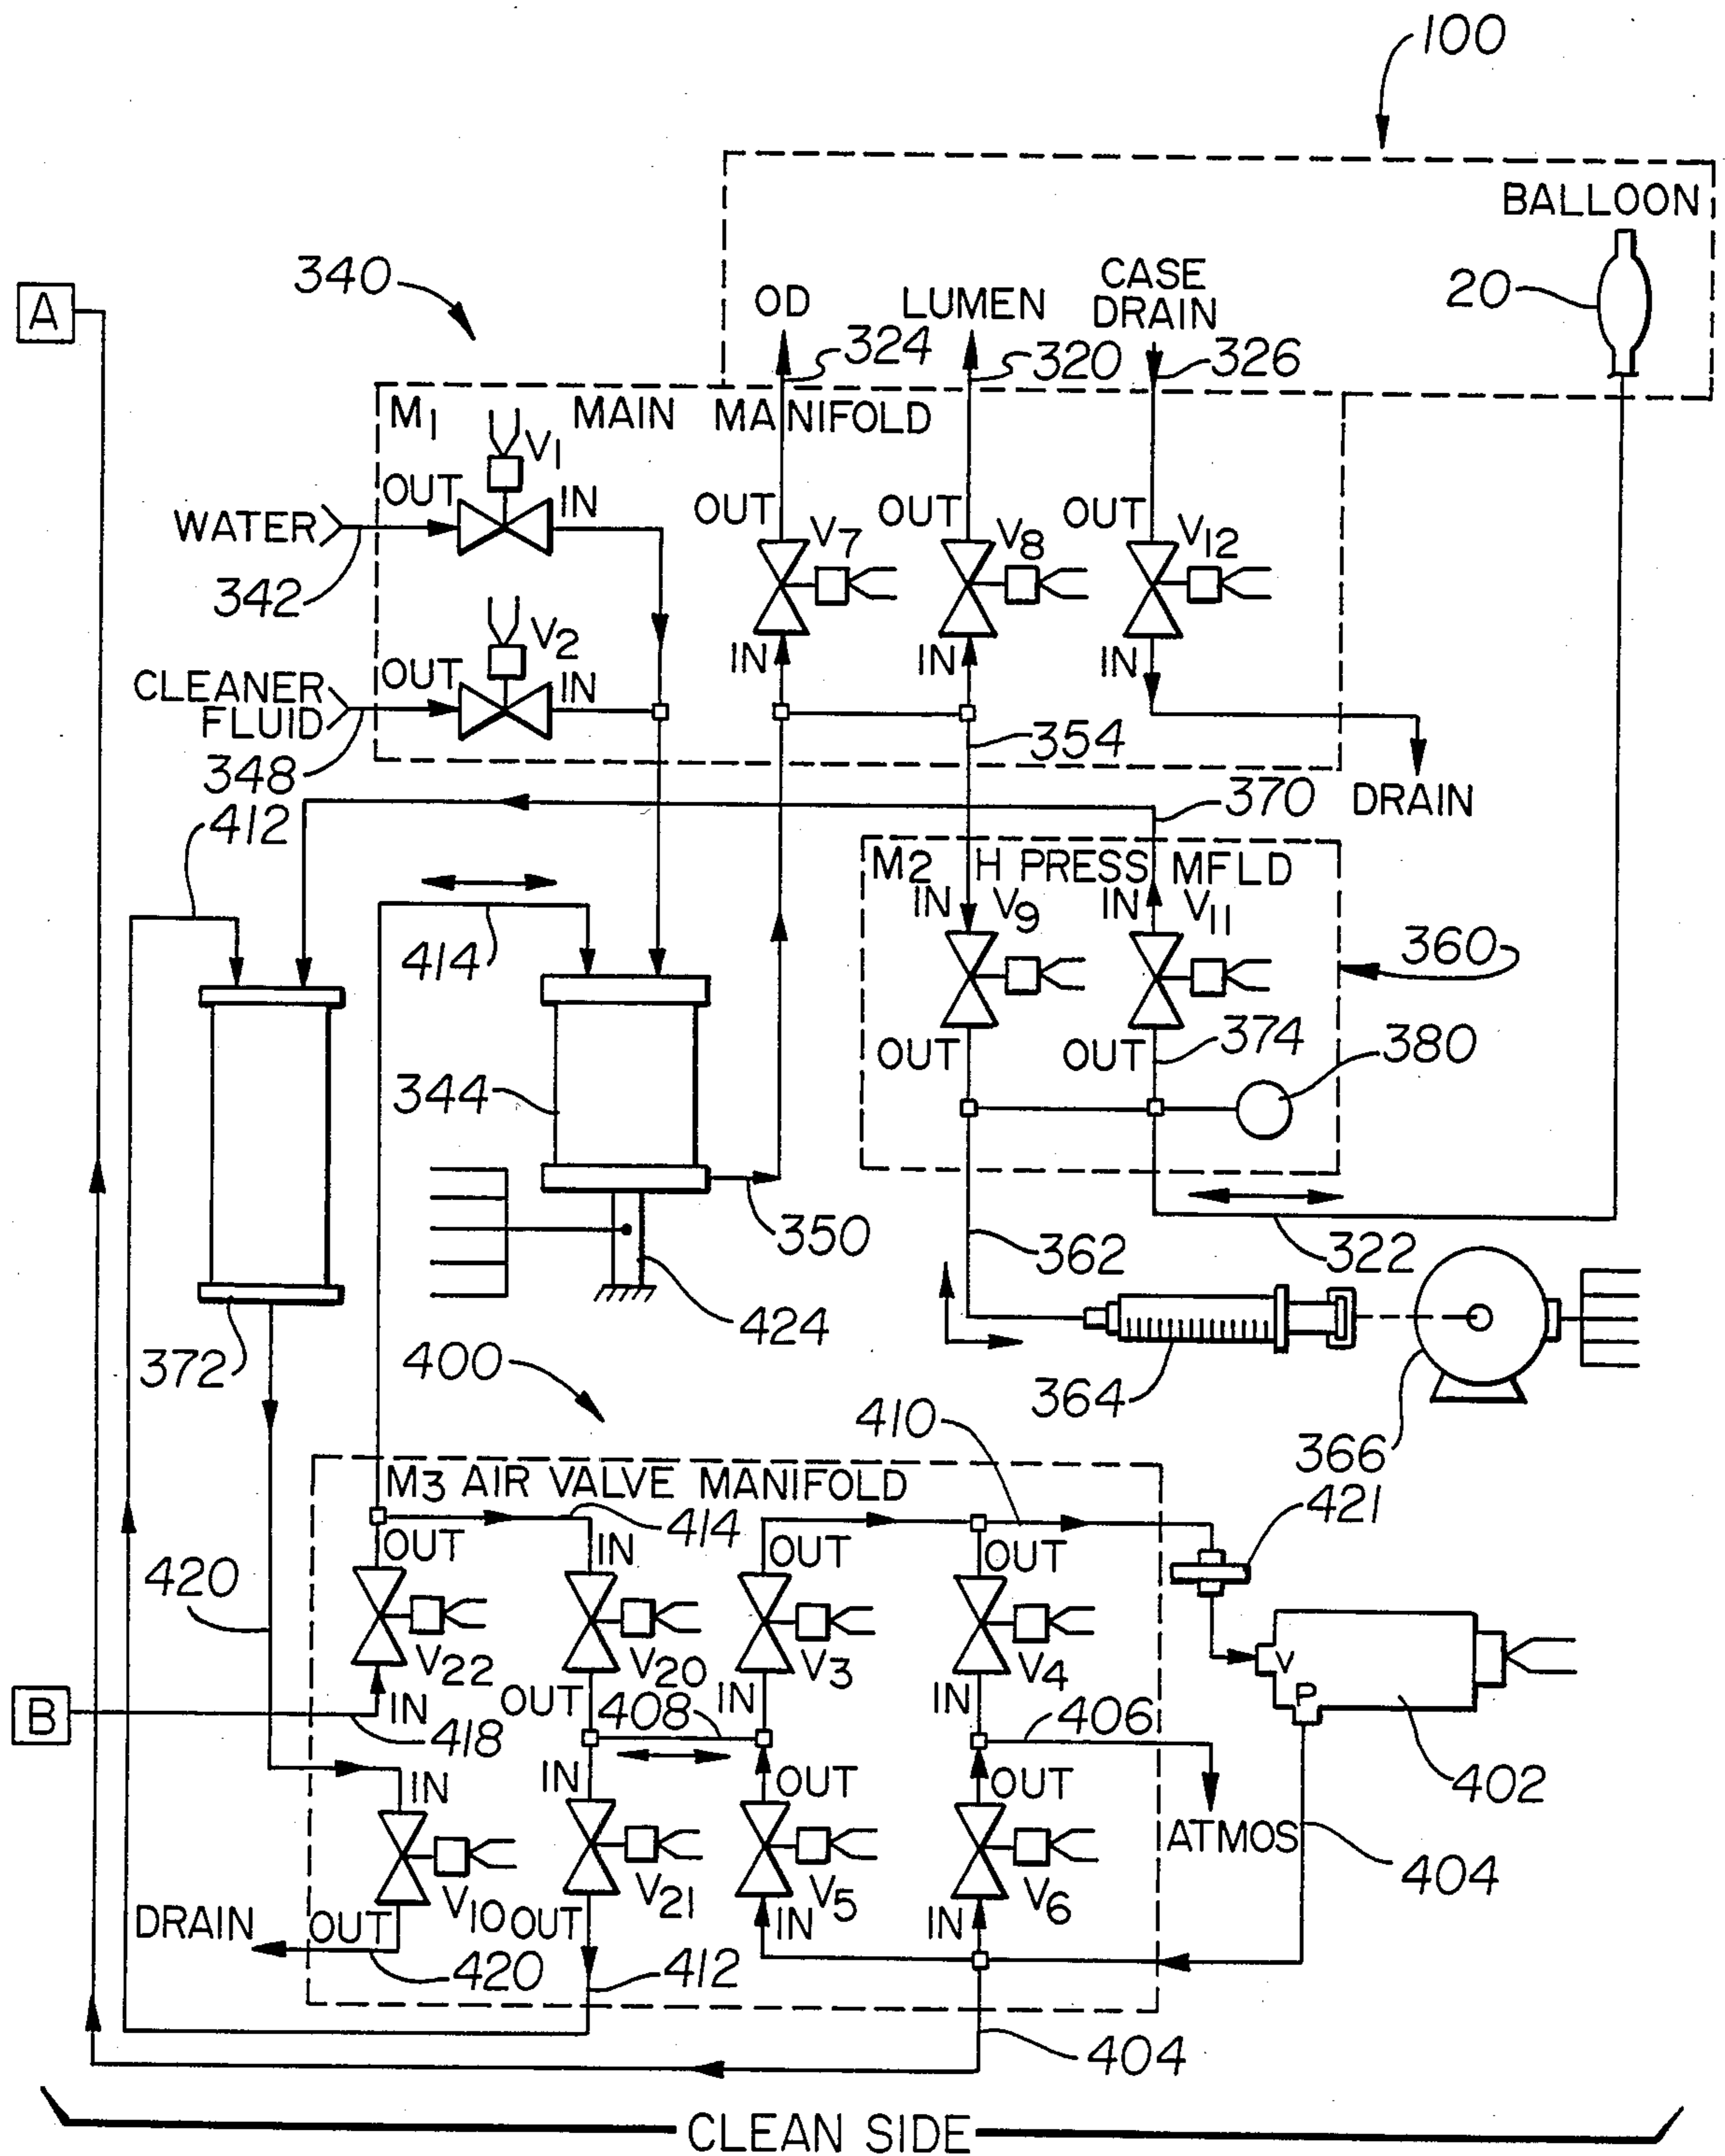 100
BALLOON
340
CASE
A
OD
LUMEN
DRAIN
20
324
320
326
M1
MAIN
MANIFOLD
V1
OUT
IN
OUT
OUT
OUT
WATER
V7
V8
V12
342
V2
OUT
IN
IN
IN
IN
CLEANER
FLUID
354
348
370
DRAIN
412
M2
H PRESS
MFLD
IN
V9
IN
V11
360
414
OUT
OUT
374
380
344
350
362
322
424
372
400
364
410
366
M3 AIR VALVE MANIFOLD
421
414
OUT
IN
OUT
OUT
420
V22
V20
V3
V4
V
OUT
IN
IN
P
B
IN
408
406
418
IN
OUT
OUT
402
IN
ATMOS
404
V10
V21
V5
V6
DRAIN
OUT
OUT
IN
IN
420
412
404
CLEAN SIDE